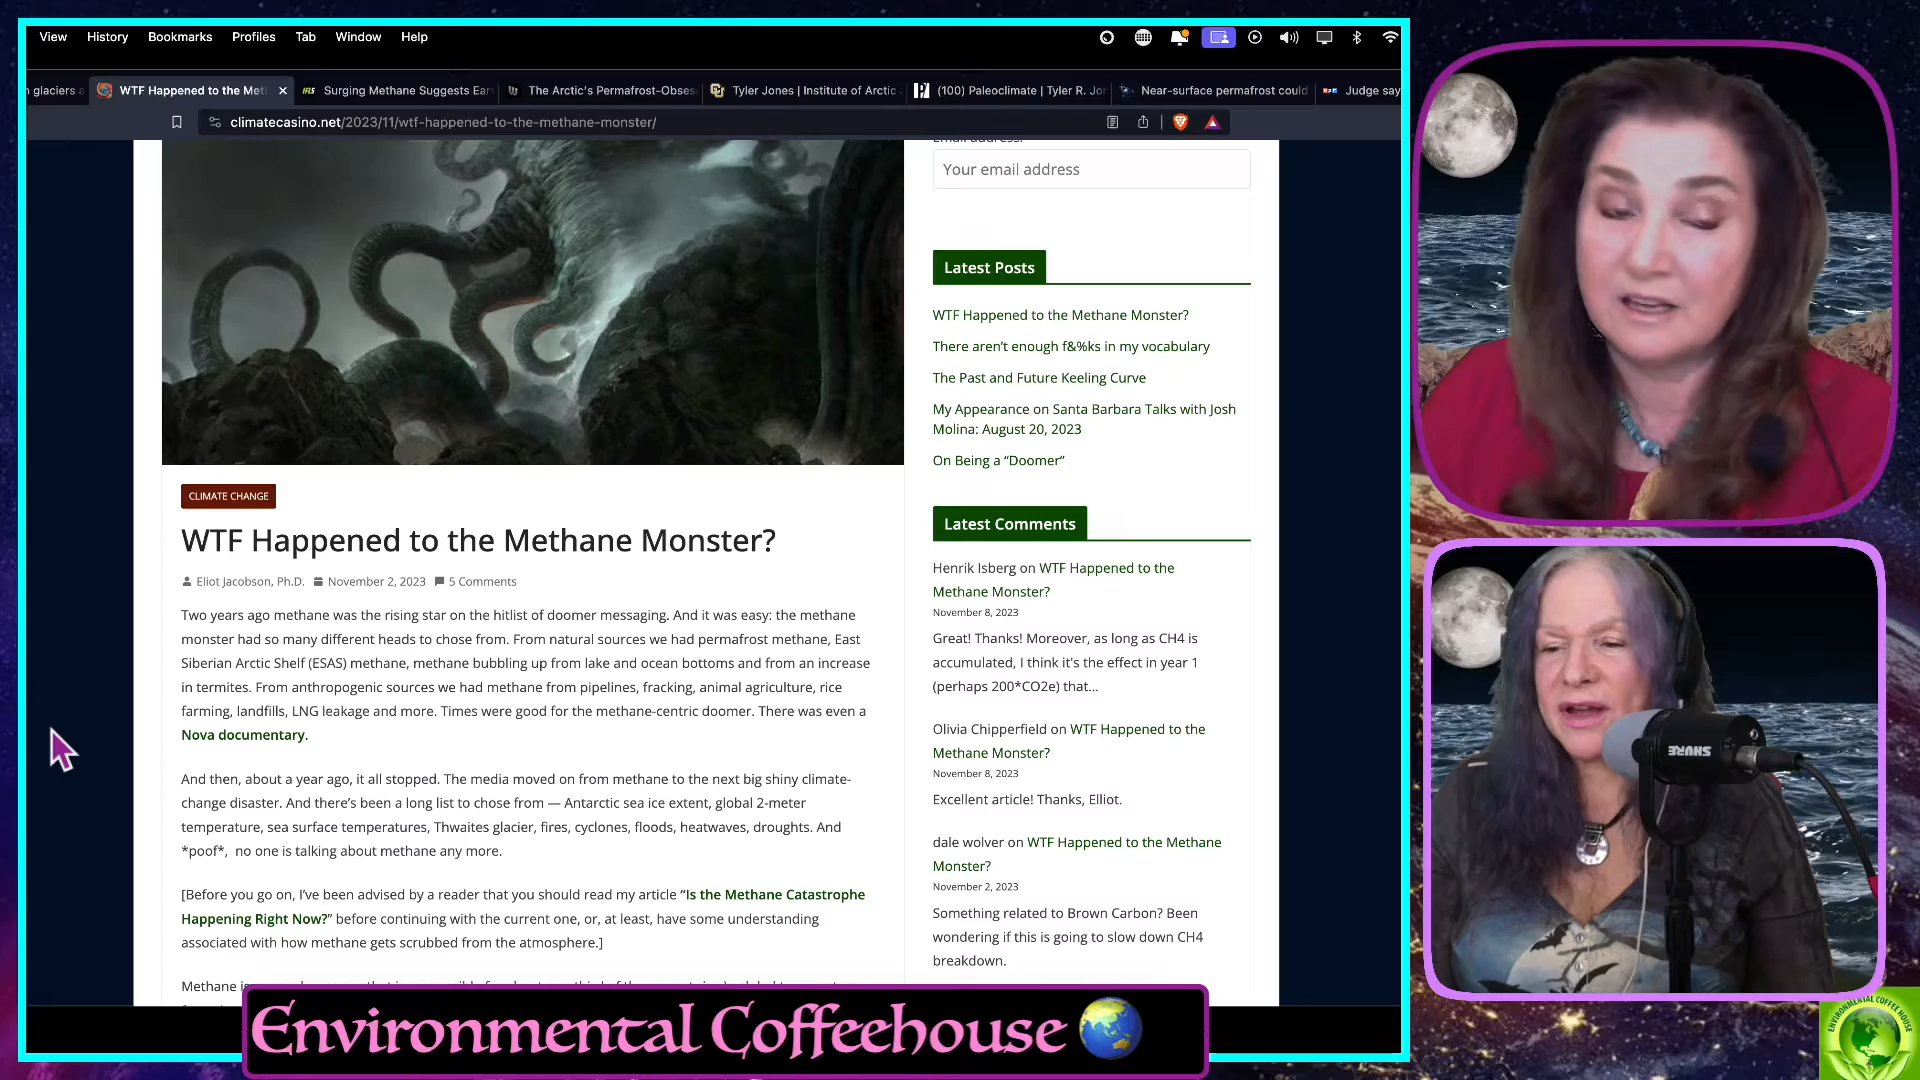 View History Bookmarks Profiles Tab Window Help
n glaciers a
WTF Happened to the Met
Surging Methane Suggests Ear
The Arctic's Permafrost-Obses
Tyler Jones | Institute of Arctic
(100) Paleoclimate | Tyler R. Jo
Near-surface permafrost could
Judge say
climatecasino.net/2023/11/wtf-happened-to-the-methane-monster/
Your email address
Latest Posts
WTF Happened to the Methane Monster?
There aren't enough f&%ks in my vocabulary
The Past and Future Keeling Curve
My Appearance on Santa Barbara Talks with Josh
Molina: August 20, 2023
On Being a “Doomer”
CLIMATE CHANGE
WTF Happened to the Methane Monster?
Eliot Jacobson, Ph.D. November 2, 2023 5 Comments
Two years ago methane was the rising star on the hitlist of doomer messaging. And it was easy: the methane
monster had so many different heads to chose from. From natural sources we had permafrost methane, East
Siberian Arctic Shelf (ESAS) methane, methane bubbling up from lake and ocean bottoms and from an increase
in termites. From anthropogenic sources we had methane from pipelines, fracking, animal agriculture, rice
farming, landfills, LNG leakage and more. Times were good for the methane-centric doomer. There was even a
Nova documentary.
And then, about a year ago, it all stopped. The media moved on from methane to the next big shiny climate-
change disaster. And there's been a long list to chose from — Antarctic sea ice extent, global 2-meter
temperature, sea surface temperatures, Thwaites glacier, fires, cyclones, floods, heatwaves, droughts. And
*poof*, no one is talking about methane any more.
[Before you go on, I've been advised by a reader that you should read my article “Is the Methane Catastrophe
Happening Right Now?” before continuing with the current one, or, at least, have some understanding
associated with how methane gets scrubbed from the atmosphere.]
Latest Comments
Henrik Isberg on WTF Happened to the
Methane Monster?
November 8, 2023
Great! Thanks! Moreover, as long as CH4 is
accumulated, I think it's the effect in year 1
(perhaps 200*CO2e) that...
Olivia Chipperfield on WTF Happened to the
Methane Monster?
November 8, 2023
Excellent article! Thanks, Elliot.
dale wolver on WTF Happened to the Methane
Monster?
November 2, 2023
Something related to Brown Carbon? Been
wondering if this is going to slow down CH4
breakdown.
Methane
Environmental Coffeehouse
SHURE
ENVIRONMENTAL COFFEE HOUSE